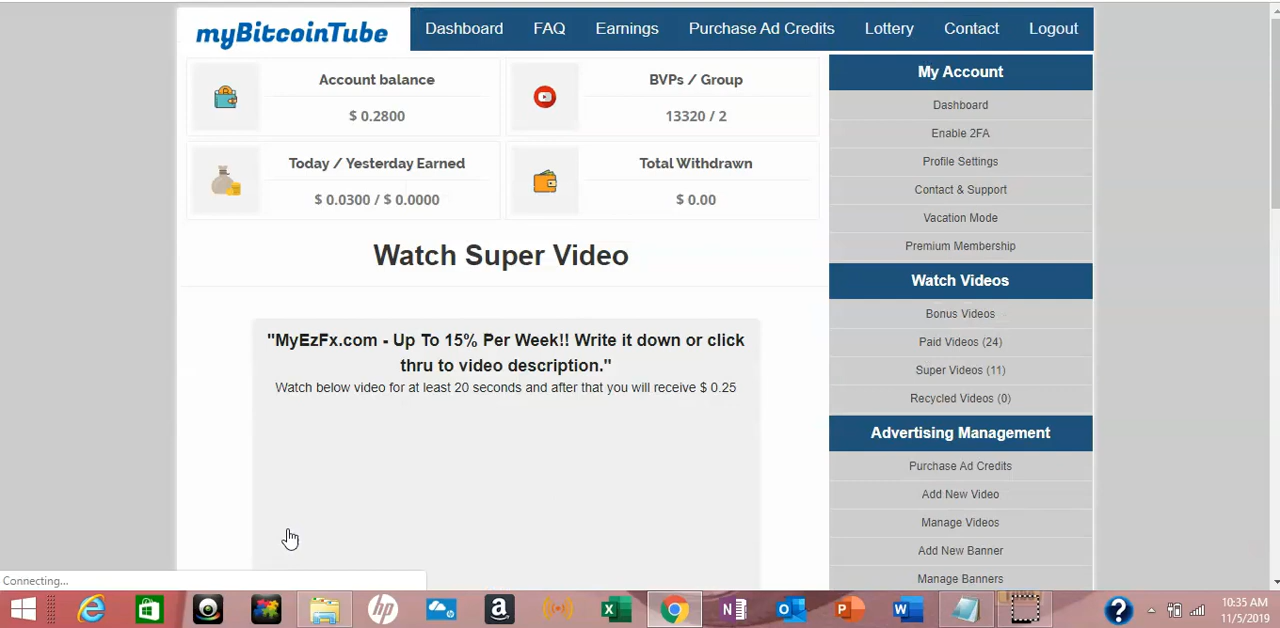 myBitcoinTube
Dashboard FAQ Earnings Purchase Ad Credits Lottery Contact Logout
Account balance
$ 0.2800
BVPs / Group
13320 / 2
Today / Yesterday Earned
$ 0.0300 / $ 0.0000
Total Withdrawn
$ 0.00
Watch Super Video
"MyEzFx.com - Up To 15% Per Week!! Write it down or click
thru to video description."
Watch below video for at least 20 seconds and after that you will receive $ 0.25
My Account
Dashboard
Enable 2FA
Profile Settings
Contact & Support
Vacation Mode
Premium Membership
Watch Videos
Bonus Videos
Paid Videos (24)
Super Videos (11)
Recycled Videos (0)
Advertising Management
Purchase Ad Credits
Add New Video
Manage Videos
Add New Banner
Manage Banners
Connecting...
10:35 AM
11/5/2019